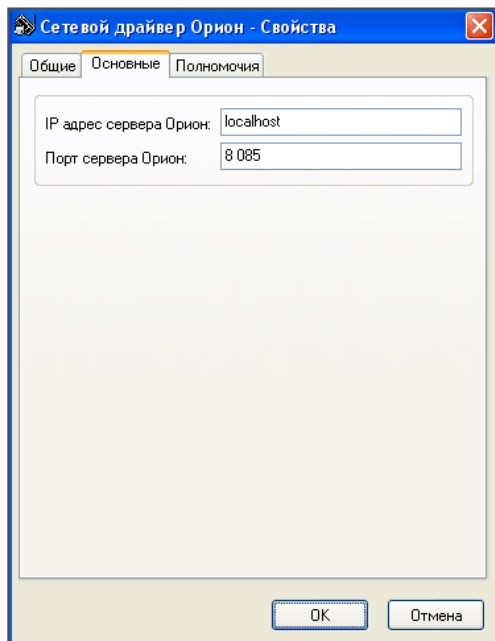 Сетевой драйвер Орион - Свойства
Общие Основные Полномочия
IP адрес сервера Орион: localhost
Порт сервера Орион: 8 085
OK Отмена